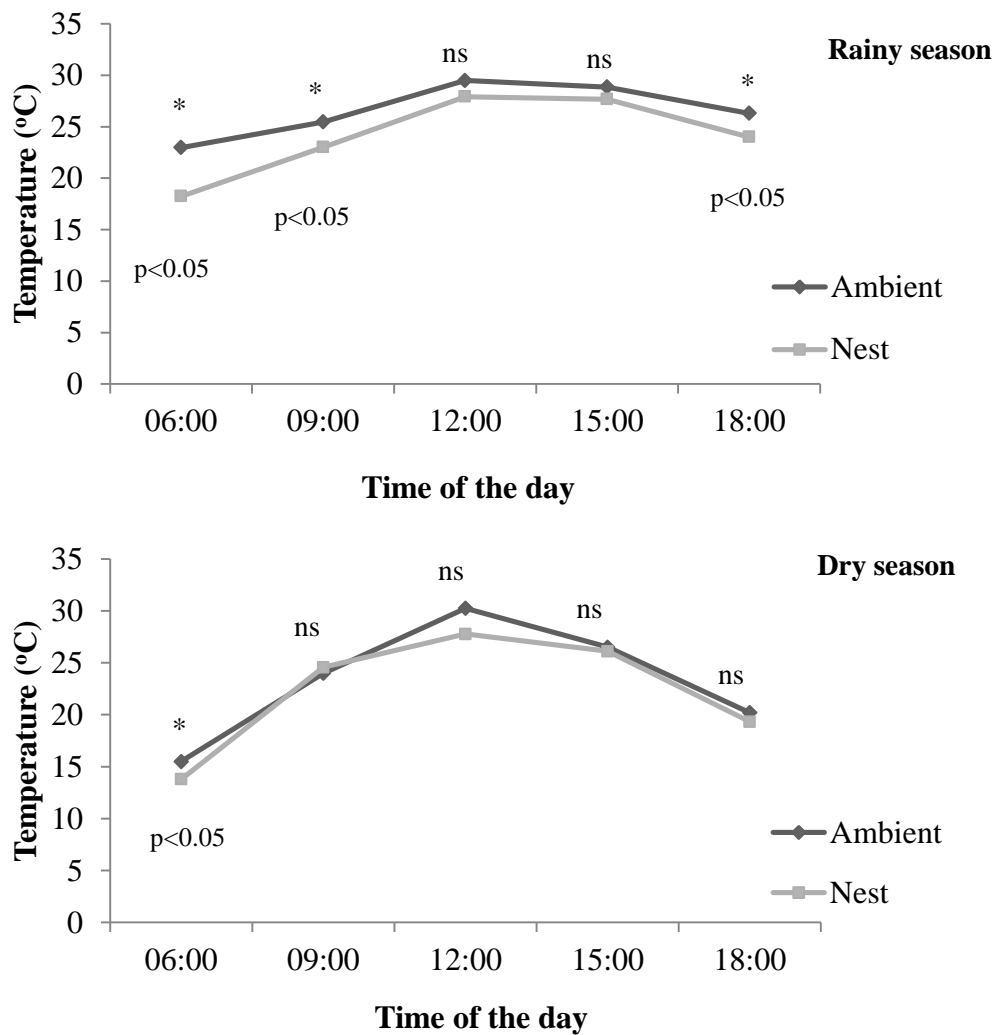 35
30
25
20
15
10
5
0
Temperature (oC)
Rainy season
*
*
ns
ns
*
p<0.05
p<0.05
p<0.05
Ambient
Nest
06:00 09:00 12:00 15:00 18:00
Time of the day
35
30
25
20
15
10
5
0
Temperature (oC)
Dry season
*
ns
ns
ns
ns
p<0.05
Ambient
Nest
06:00 09:00 12:00 15:00 18:00
Time of the day